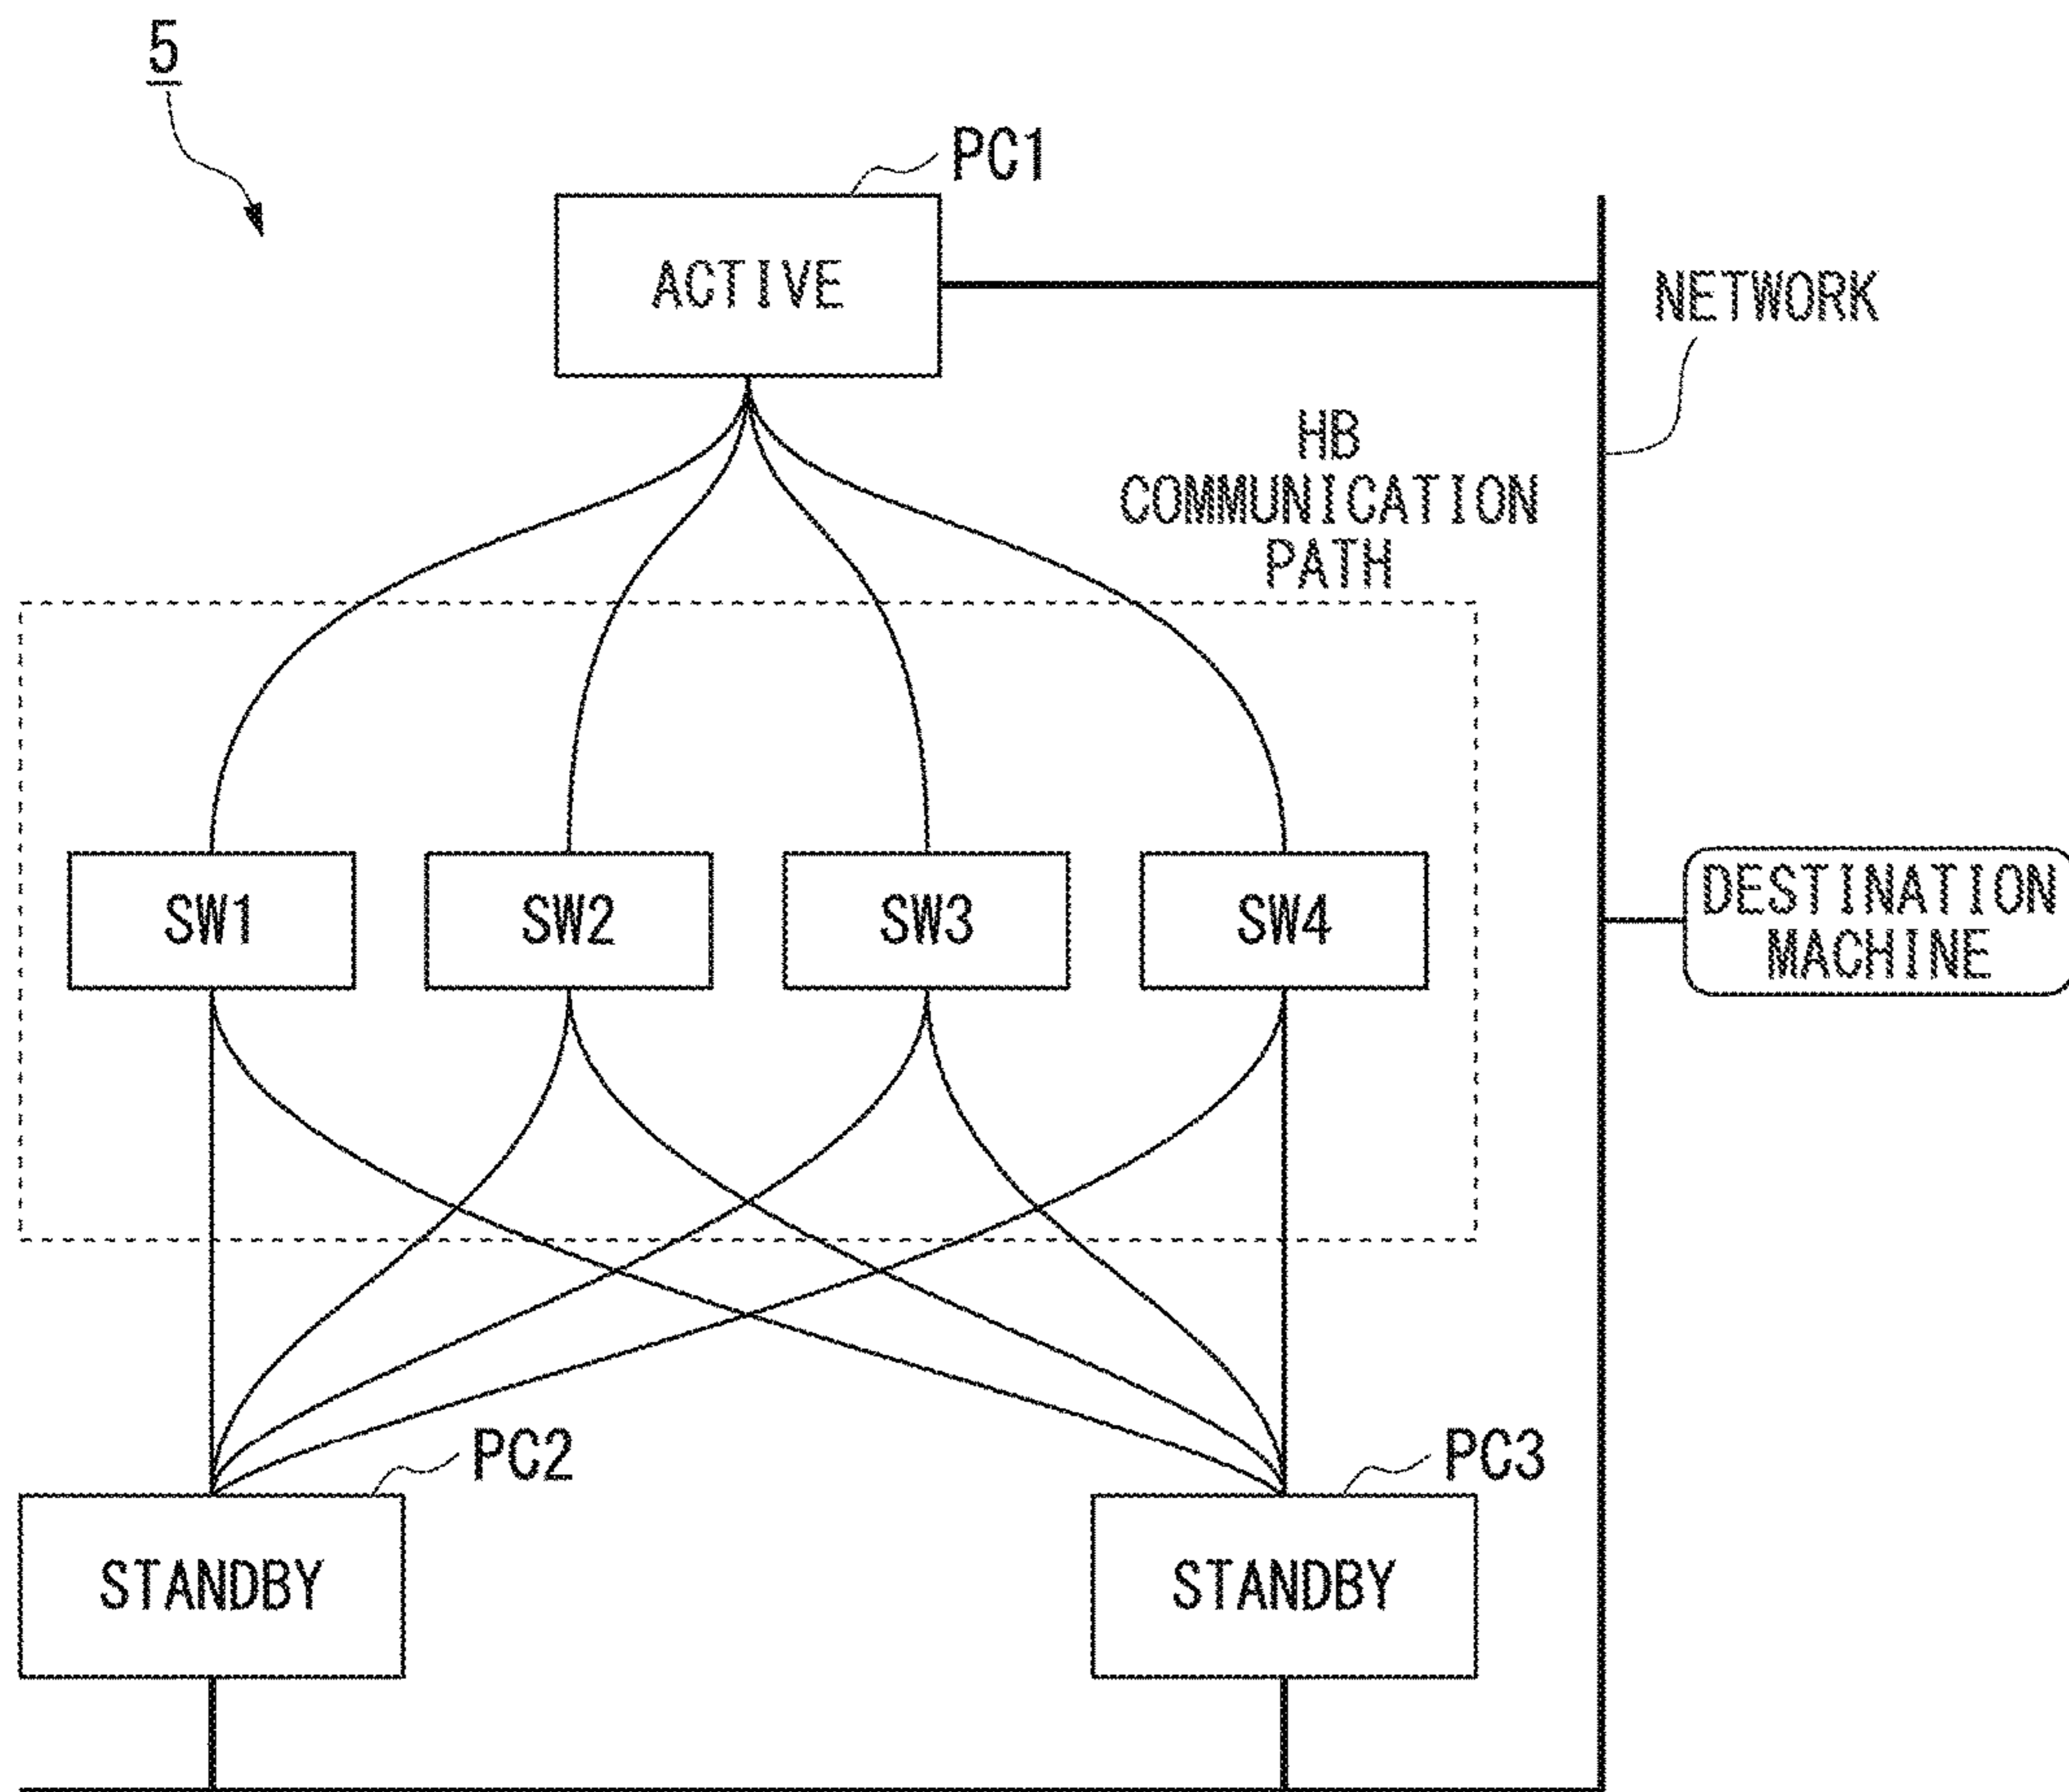 5
PC1
ACTIVE
NETWORK
HB
COMMUNICATION
PATH
SW1
SW2
SW3
SW4
DESTINATION
MACHINE
PC2
PC3
STANDBY
STANDBY